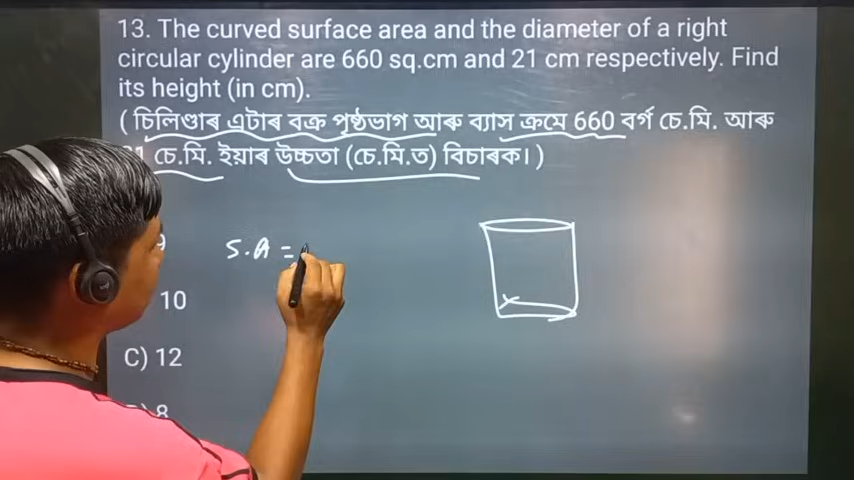 13. The curved surface area and the diameter of a right
circular cylinder are 660 sq.cm and 21 cm respectively. Find
its height (in cm).
( চিলিণ্ডাৰ এটাৰ বক্ৰ পৃষ্ঠভাগ আৰু ব্যাস ক্ৰমে 660 বৰ্গ চে.মি. আৰু
চে.মি. ইয়াৰ উচ্চতা (চে.মি.ত) বিচাৰক। )
S.A =
10
C) 12
8